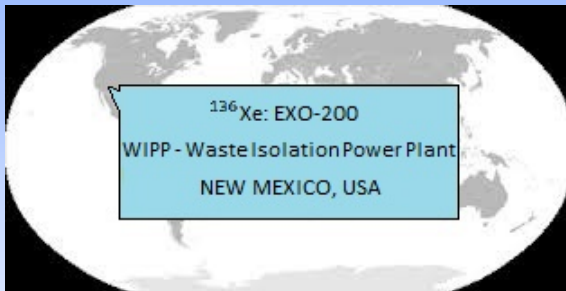 ¹³⁶Xe: EXO-200
WIPP - Waste Isolation Power Plant
NEW MEXICO, USA